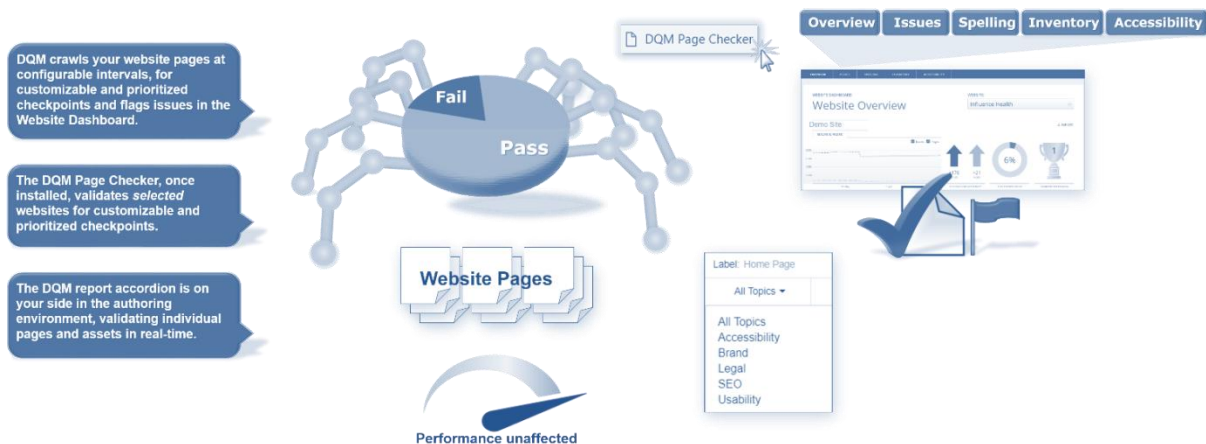 DQM crawls your website pages at
configurable intervals, for
customizable and prioritized
checkpoints and flags issues in the
Website Dashboard.
The DQM Page Checker, once
installed, validates selected
websites for customizable and
prioritized checkpoints.
The DQM report accordion is on
your side in the authoring
environment, validating individual
pages and assets in real-time.
Fail
Pass
Website Pages
Performance unaffected
DQM Page Checker
Overview
Issues
Spelling
Inventory
Accessibility
Website Overview
Influence Health
Demo Site
6%
1
Label: Home Page
All Topics
All Topics
Accessibility
Brand
Legal
SEO
Usability